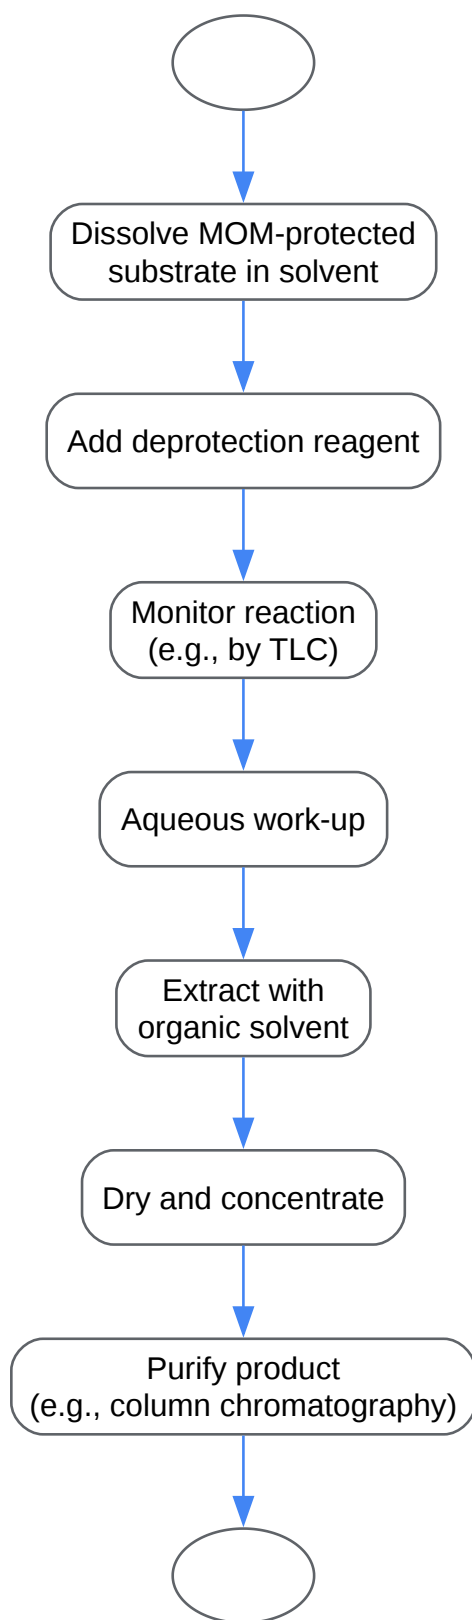 Dissolve MOM-protected
substrate in solvent
Add deprotection reagent
Monitor reaction
(e.g., by TLC)
Aqueous work-up
Extract with
organic solvent
Dry and concentrate
Purify product
(e.g., column chromatography)